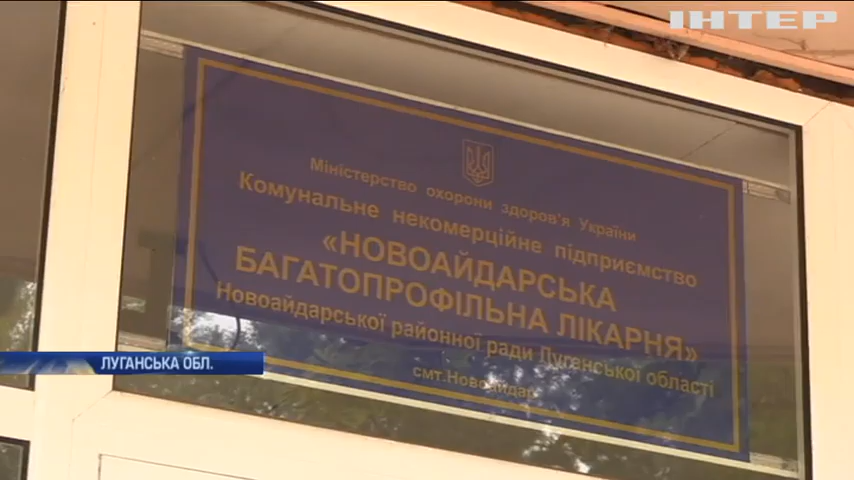 ІНТЕР
Міністерство охорони здоров'я України
Комунальне некомерційне підприємство
«НОВОАЙДАРСЬКА
БАГАТОПРОФІЛЬНА ЛІКАРНЯ»
Новоайдарської районної ради Луганської області
смт.Новоайдар
ЛУГАНСЬКА ОБЛ.